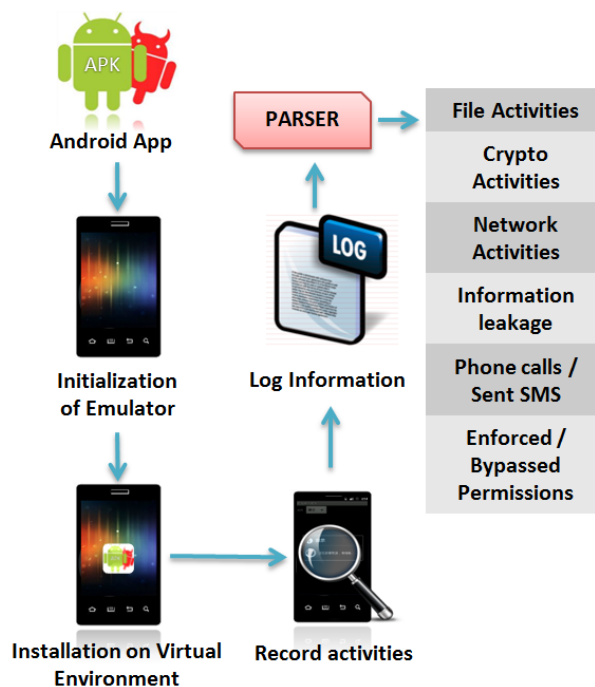 APK
Android App
Initialization
of Emulator
Installation on Virtual
Environment
Record activities
LOG
Log Information
PARSER
File Activities
Crypto
Activities
Network
Activities
Information
leakage
Phone calls /
Sent SMS
Enforced /
Bypassed
Permissions